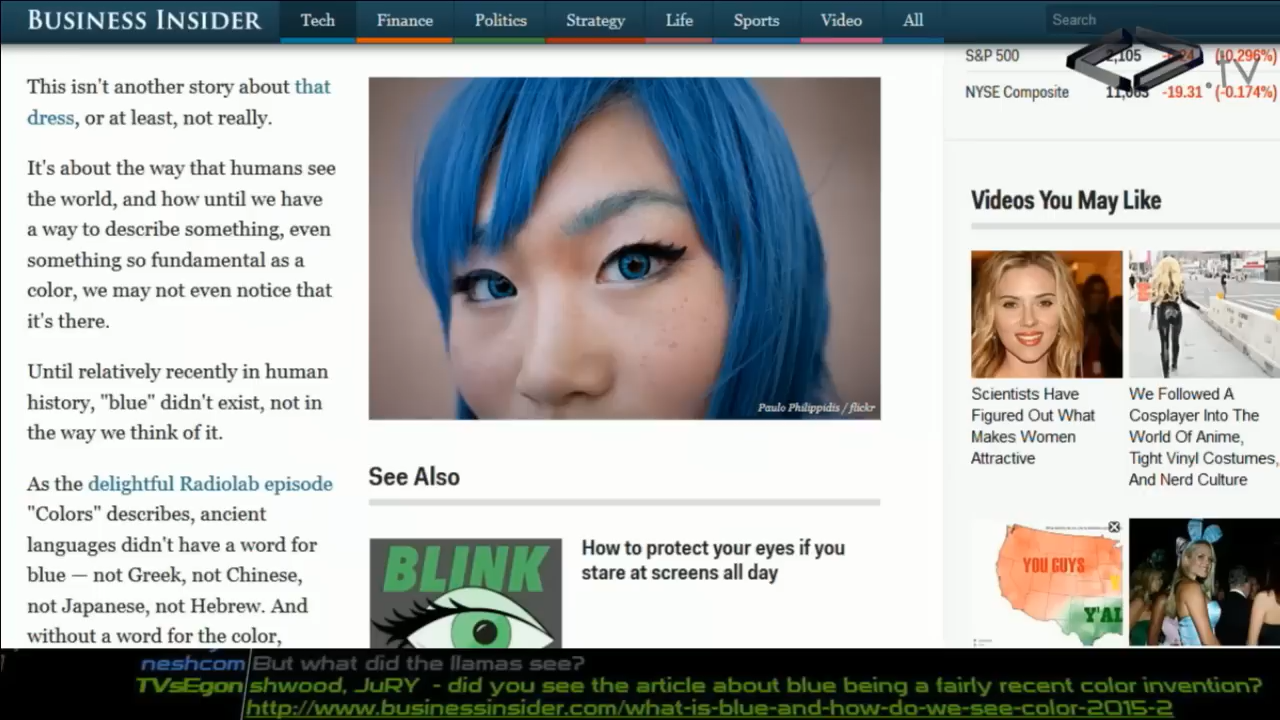 BUSINESS INSIDER
Tech Finance Politics Strategy Life Sports Video All
Search
This isn't another story about that
dress, or at least, not really.
It's about the way that humans see
the world, and how until we have
a way to describe something, even
something so fundamental as a
color, we may not even notice that
it's there.
Until relatively recently in human
history, "blue" didn't exist, not in
the way we think of it.
As the delightful Radiolab episode
"Colors" describes, ancient
languages didn't have a word for
blue — not Greek, not Chinese,
not Japanese, not Hebrew. And
without a word for the color,
Paulo Philippidis / flickr
See Also
BLINK
How to protect your eyes if you
stare at screens all day
S&P 500 2,105 (-0.296%)
NYSE Composite -19.31 (-0.174%)
TV
Videos You May Like
Scientists Have
Figured Out What
Makes Women
Attractive
We Followed A
Cosplayer Into The
World Of Anime,
Tight Vinyl Costumes,
And Nerd Culture
YOU GUYS
Y'AL
neshcom But what did the llamas see?
TVsEgon shwood, JuRY - did you see the article about blue being a fairly recent color invention?
http://www.businessinsider.com/what-is-blue-and-how-do-we-see-color-2015-2